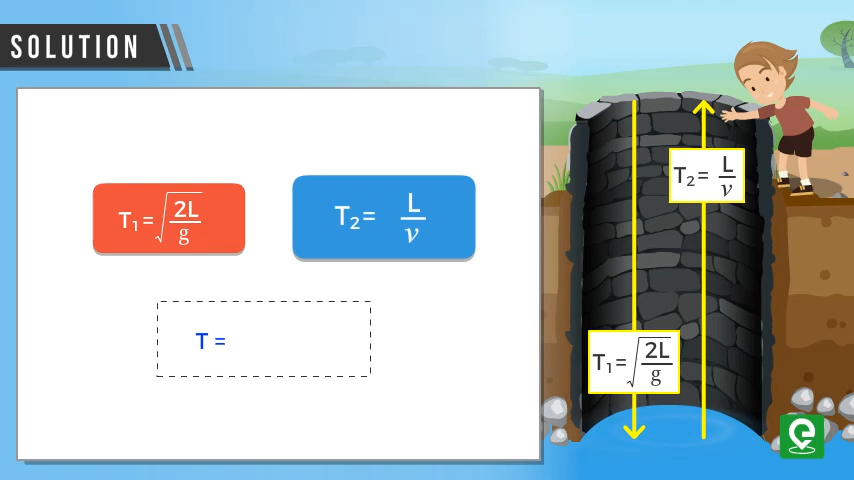 SOLUTION
T₁ = √(2L/g)
T₂ = L/v
T =
T₂ = L/v
T₁ = √(2L/g)